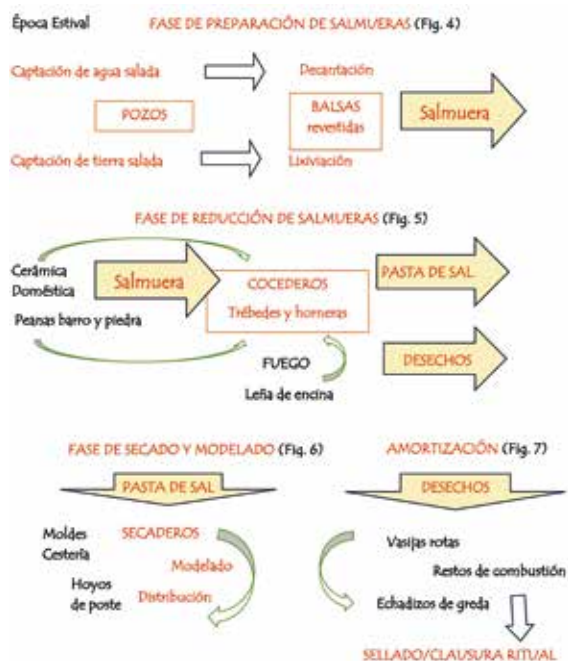 Época Estival FASE DE PREPARACIÓN DE SALMUERAS (Fig. 4)
Captación de agua salada Decantación
POZOS
BALSAS
revestidas
Salmuera
Captación de tierra salada Lixiviación
FASE DE REDUCCIÓN DE SALMUERAS (Fig. 5)
Cerámica
Doméstica
Peanas barro y piedra
Salmuera
COCEDEROS
Trébedes y horneras
PASTA DE SAL
FUEGO
Leña de encina
DESECHOS
FASE DE SECADO Y MODELADO (Fig. 6)
PASTA DE SAL
Moldes
Cestería
SECADEROS
Modelado
Hoyos
de poste
Distribución
AMORTIZACIÓN (Fig. 7)
DESECHOS
Vasijas rotas
Restos de combustión
Echadizos de greda
SELLADO/CLAUSURA RITUAL